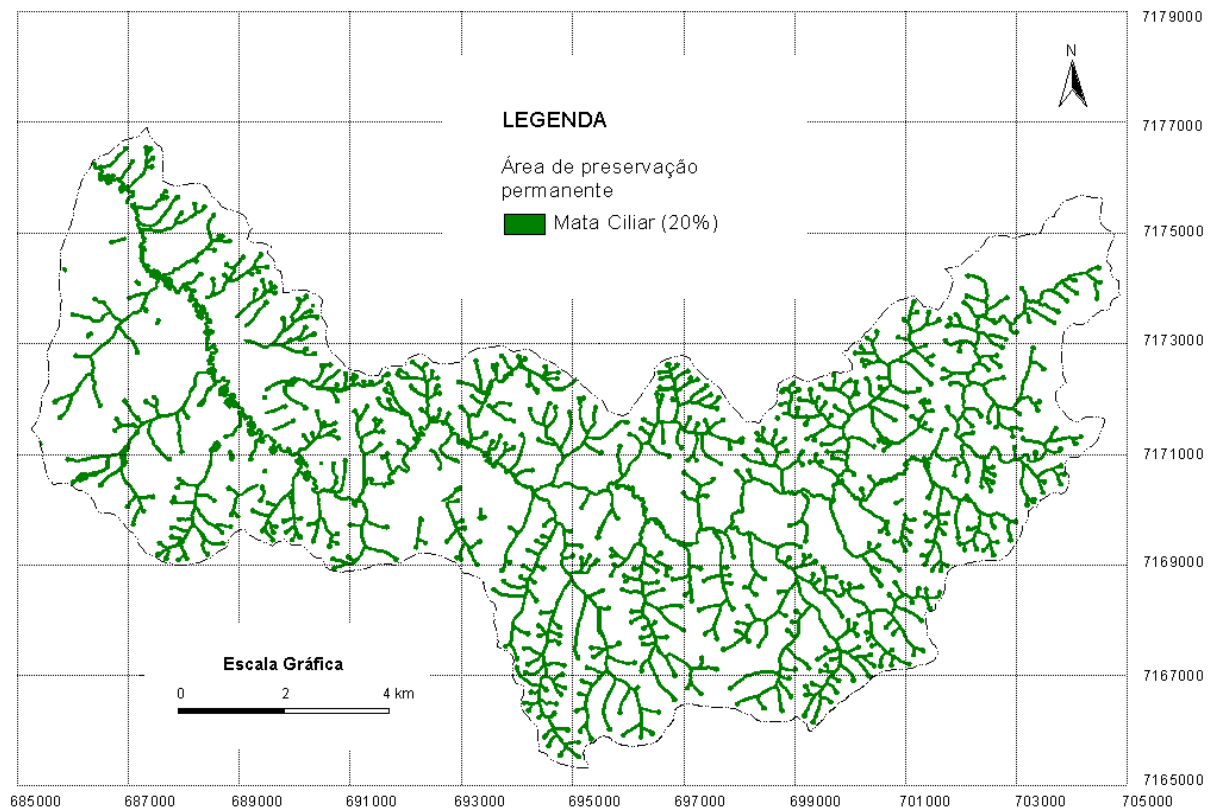 7179000
N
LEGENDA
7177000
Área de preservação
permanente
Mata Ciliar (20%)
7175000
7173000
7171000
7169000
Escala Gráfica
7167000
0 2 4 km
7165000
685000 687000 689000 691000 693000 695000 697000 699000 701000 703000 705000